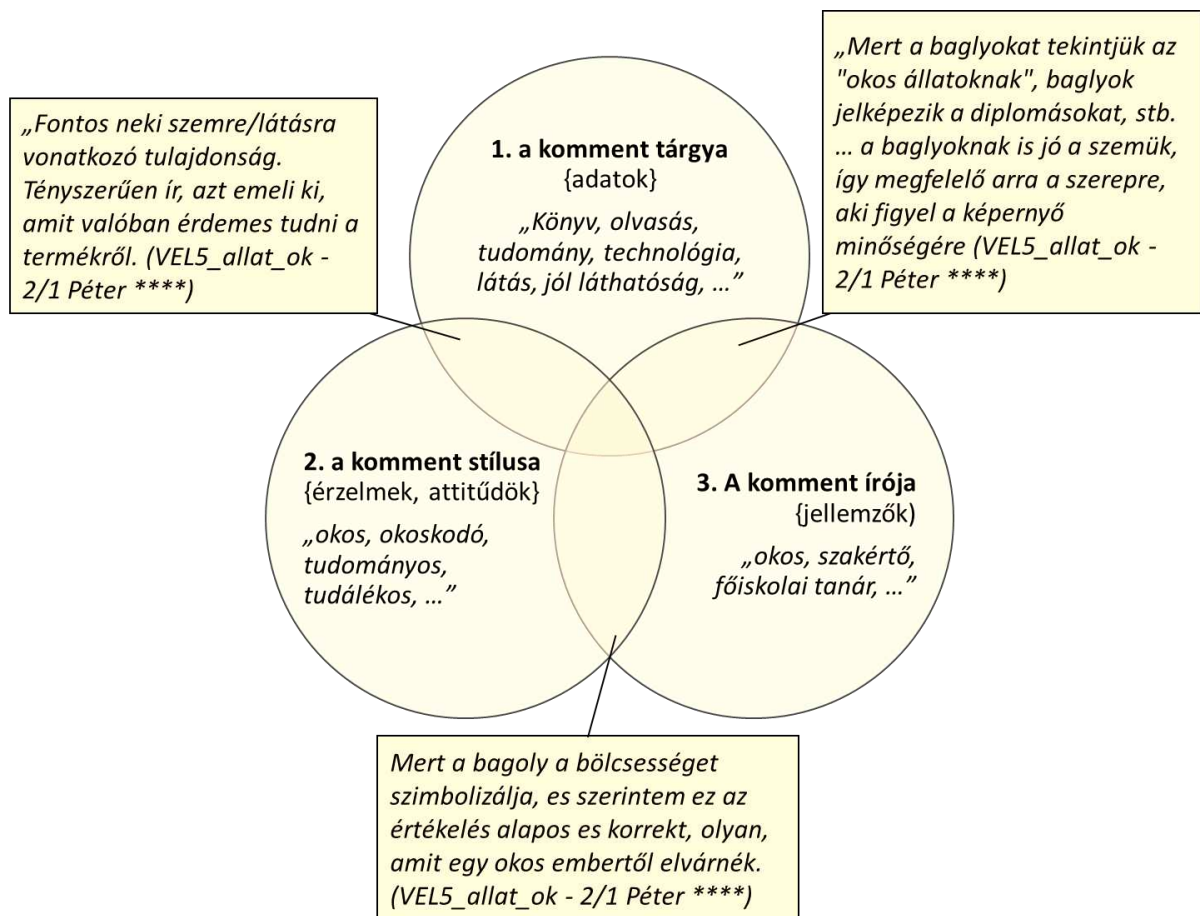 „Fontos neki szemre/látásra
vonatkozó tulajdonság.
Tényszerűen ír, azt emeli ki,
amit valóban érdemes tudni a
termékről. (VEL5_allat_ok -
2/1 Péter ****)
1. a komment tárgya
{adatok}
„Könyv, olvasás,
tudomány, technológia,
látás, jól láthatóság, …”
„Mert a baglyokat tekintjük az
"okos állatoknak", baglyok
jelképezik a diplomásokat, stb.
… a baglyoknak is jó a szemük,
így megfelelő arra a szerepre,
aki figyel a képernyő
minőségére (VEL5_allat_ok -
2/1 Péter ****)
2. a komment stílusa
{érzelmek, attitűdök}
„okos, okoskodó,
tudományos,
tudálékos, …”
3. A komment írója
{jellemzők)
„okos, szakértő,
főiskolai tanár, …”
Mert a bagoly a bölcsességet
szimbolizálja, es szerintem ez az
értékelés alapos es korrekt, olyan,
amit egy okos embertől elvárnék.
(VEL5_allat_ok - 2/1 Péter ****)